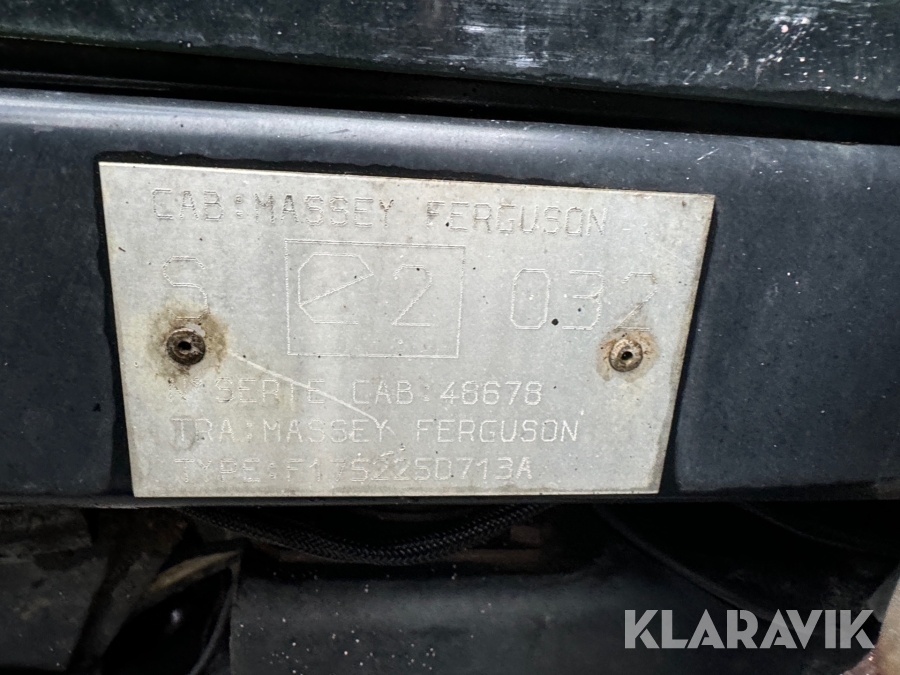 CAB:MASSEY FERGUSON
S e2 032
N°SERIE CAB:48678
TRA:MASSEY FERGUSON
TYPE:F175225D713A
KLARAVIK